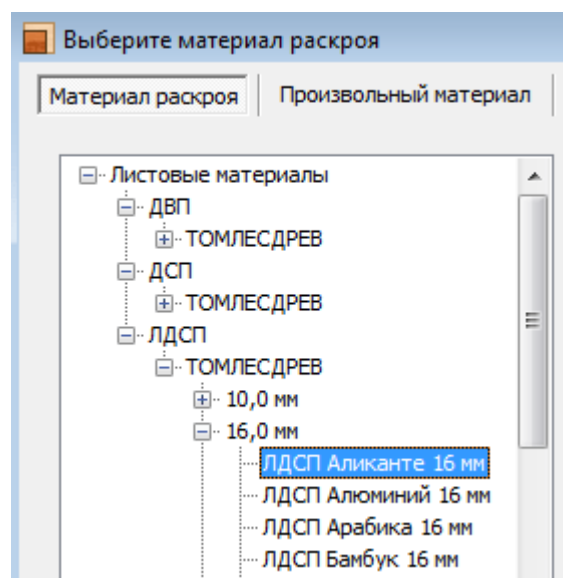 Выберите материал раскроя
Материал раскроя Произвольный материал
Листовые материалы
ДВП
ТОМЛЕСДРЕВ
ДСП
ТОМЛЕСДРЕВ
ЛДСП
ТОМЛЕСДРЕВ
10,0 мм
16,0 мм
ЛДСП Аликанте 16 мм
ЛДСП Алюминий 16 мм
ЛДСП Арабика 16 мм
ЛДСП Бамбук 16 мм